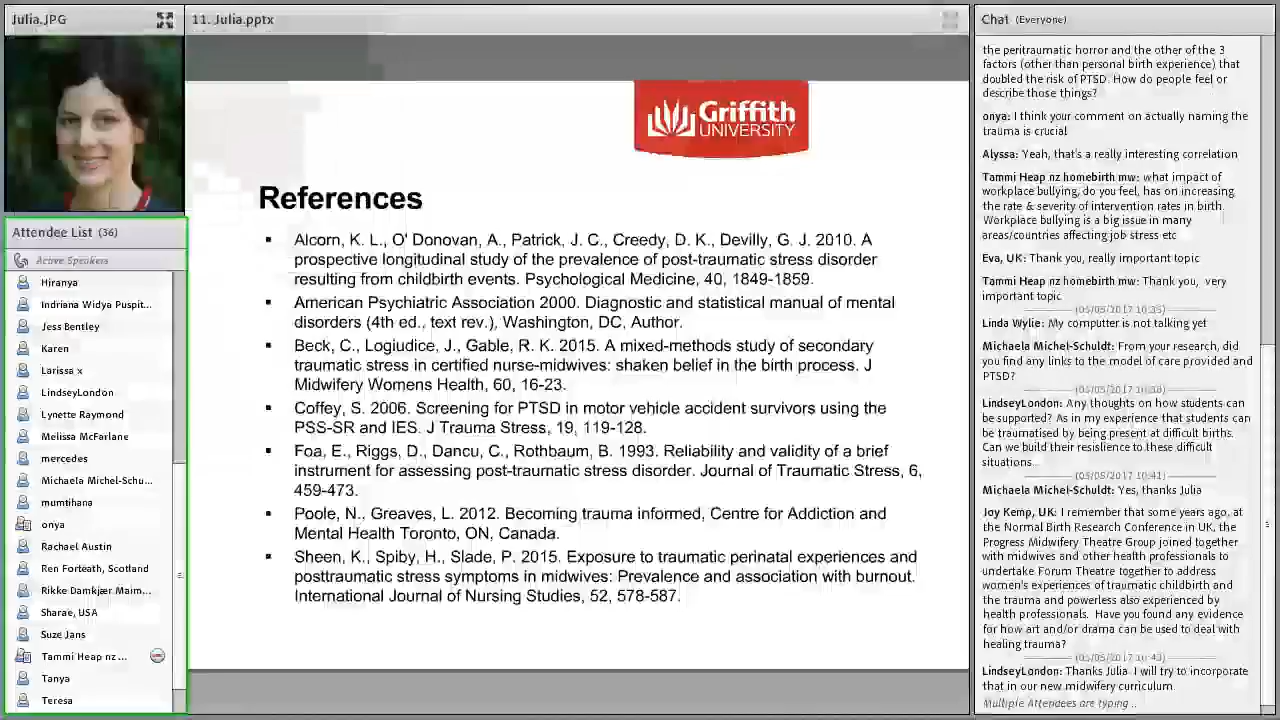 Julia.JPG
11. Julia.pptx
Griffith
UNIVERSITY
References
Alcorn, K. L., O' Donovan, A., Patrick, J. C., Creedy, D. K., Devilly, G. J. 2010. A
prospective longitudinal study of the prevalence of post-traumatic stress disorder
resulting from childbirth events. Psychological Medicine, 40, 1849-1859.
American Psychiatric Association 2000. Diagnostic and statistical manual of mental
disorders (4th ed., text rev.), Washington, DC, Author.
Beck, C., Logiudice, J., Gable, R. K. 2015. A mixed-methods study of secondary
traumatic stress in certified nurse-midwives: shaken belief in the birth process. J
Midwifery Womens Health, 60, 16-23.
Coffey, S. 2006. Screening for PTSD in motor vehicle accident survivors using the
PSS-SR and IES. J Trauma Stress, 19, 119-128.
Foa, E., Riggs, D., Dancu, C., Rothbaum, B. 1993. Reliability and validity of a brief
instrument for assessing post-traumatic stress disorder. Journal of Traumatic Stress, 6,
459-473.
Poole, N., Greaves, L. 2012. Becoming trauma informed, Centre for Addiction and
Mental Health Toronto, ON, Canada.
Sheen, K., Spiby, H., Slade, P. 2015. Exposure to traumatic perinatal experiences and
posttraumatic stress symptoms in midwives: Prevalence and association with burnout.
International Journal of Nursing Studies, 52, 578-587.
Attendee List (36)
Active Speakers
Hiranya
Indriana Widya Puspit...
Jess Bentley
Karen
Larissa x
LindseyLondon
Lynette Raymond
Melissa McFarlane
mercedes
Michaela Michel-Schu...
mumtihana
onya
Rachael Austin
Ren Forteath, Scotland
Rikke Damkjær Maim...
Sharae, USA
Suze Jans
Tammi Heap nz ...
Tanya
Teresa
Chat (Everyone)
the peritraumatic horror and the other of the 3
factors (other than personal birth experience) that
doubled the risk of PTSD. How do people feel or
describe those things?
onya: I think your comment on actually naming the
trauma is crucial
Alyssa: Yeah, that's a really interesting correlation
Tammi Heap nz homebirth mw: what impact of
workplace bullying, do you feel, has on increasing
the rate & severity of intervention rates in birth.
Workplace bullying is a big issue in many
areas/countries affecting job stress etc
Eva, UK: Thank you, really important topic
Tammi Heap nz homebirth mw: Thank you, very
important topic
Linda Wylie: My computter is not talking yet
Michaela Michel-Schuldt: From your research, did
you find any links to the model of care provided and
PTSD?
LindseyLondon: Any thoughts on how students can
be supported? As in my experience that students can
be traumatised by being present at difficult births.
Can we build their reslience to these difficult
situations...
(05/05/2017 10:41)
Michaela Michel-Schuldt: Yes, thanks Julia
Joy Kemp, UK: I remember that some years ago, at
the Normal Birth Research Conference in UK, the
Progress Midwifery Theatre Group joined together
with midwives and other health professionals to
undertake Forum Theatre together to address
women's experiences of traumatic childbirth and
the trauma and powerless also experienced by
health professionals. Have you found any evidence
for how art and/or drama can be used to deal with
healing trauma?
LindseyLondon: Thanks Julia I will try to incorporate
that in our new midwifery curriculum.
Multiple Attendees are typing ..